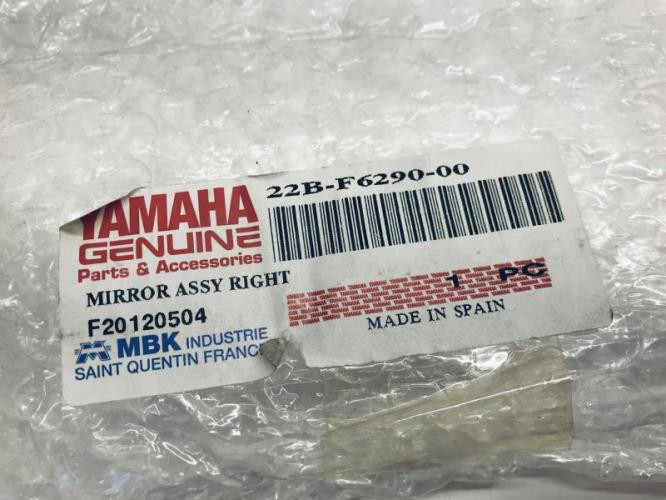 YAMAHA
GENUINE
Parts & Accessories
22B-F6290-00
MIRROR ASSY RIGHT
1 PC
F20120504
MADE IN SPAIN
MBK INDUSTRIE
SAINT QUENTIN FRANCE